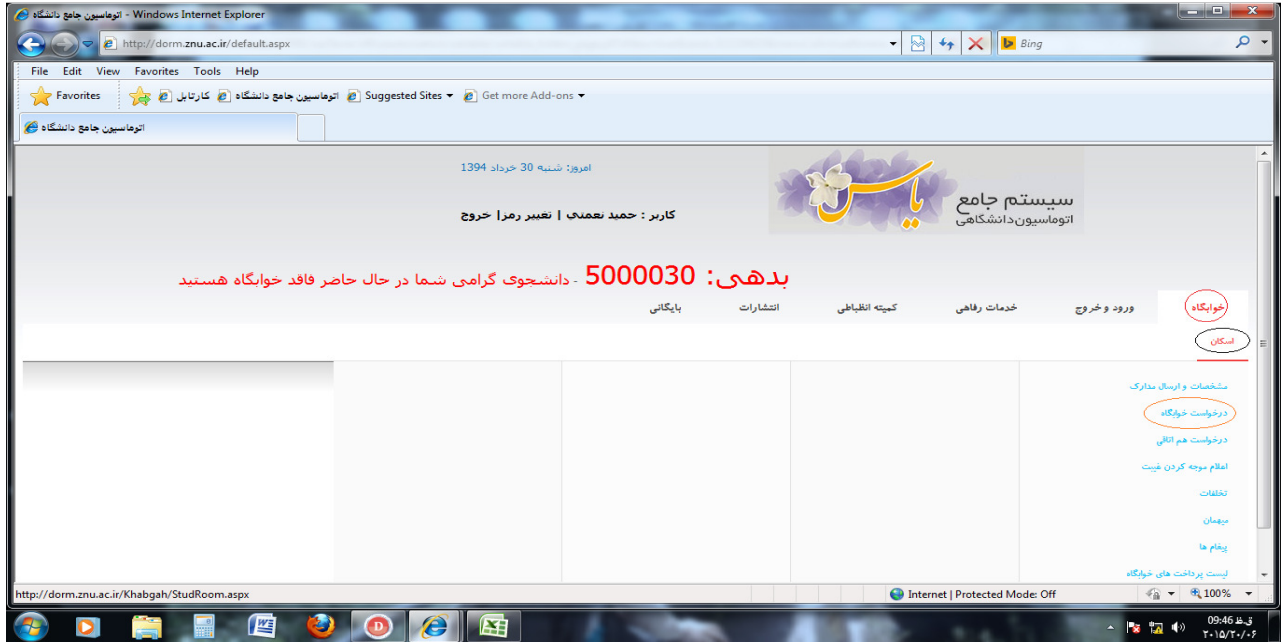 اتوماسیون جامع دانشگاه - Windows Internet Explorer
http://dorm.znu.ac.ir/default.aspx
Bing
File Edit View Favorites Tools Help
Favorites کارتابل اتوماسیون جامع دانشگاه Suggested Sites Get more Add-ons
اتوماسیون جامع دانشگاه
امروز: شنبه 30 خرداد 1394
یاس
سیستم جامع
اتوماسیون دانشگاهی
کاربر : حمید نعمتی | تغییر رمز| خروج
بدهی: 5000030 - دانشجوی گرامی شما در حال حاضر فاقد خوابگاه هستید
خوابگاه ورود و خروج خدمات رفاهی کمیته انظباطی انتشارات بایگانی
اسکان
مشخصات و ارسال مدارک
درخواست خوابگاه
درخواست هم اتاقی
اعلام موجه کردن غیبت
تخلفات
میهمان
پیغام ها
لیست پرداخت های خوابگاه
http://dorm.znu.ac.ir/Khabgah/StudRoom.aspx Internet | Protected Mode: Off 100%
09:46 ق.ظ
۲۰۱۵/۲۰/۰۶